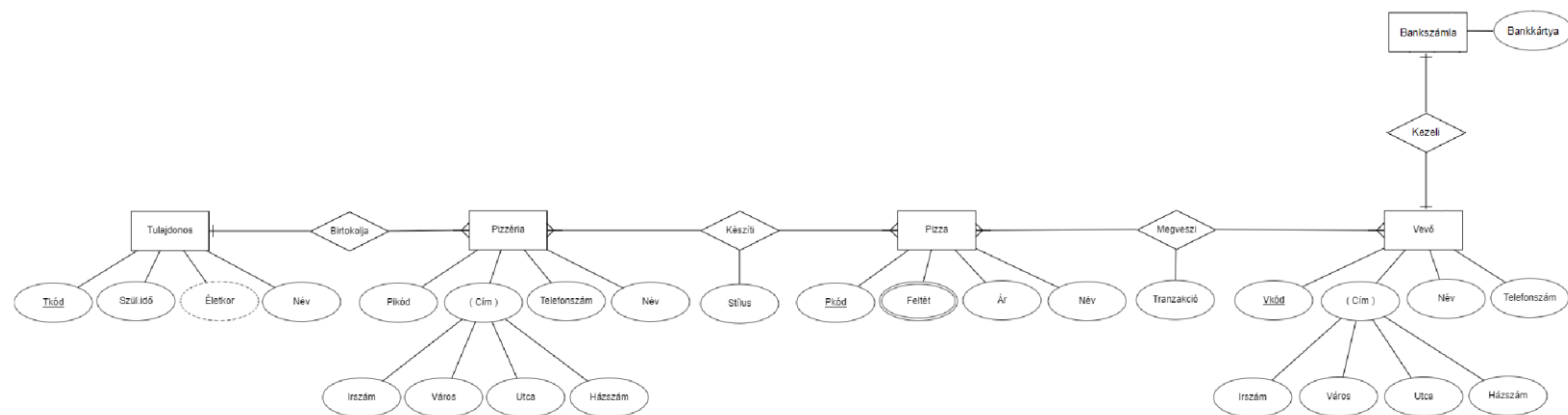 Bankszámla
Bankkártya
Kezeli
Tulajdonos
Birtokolja
Pizzéria
Készíti
Pizza
Megveszi
Vevő
Tkód
Szül.idő
Életkor
Név
Pikód
( Cím )
Telefonszám
Név
Stílus
Pkód
Feltét
Ár
Név
Tranzakció
Vkód
( Cím )
Név
Telefonszám
Irszám
Város
Utca
Házszám
Irszám
Város
Utca
Házszám